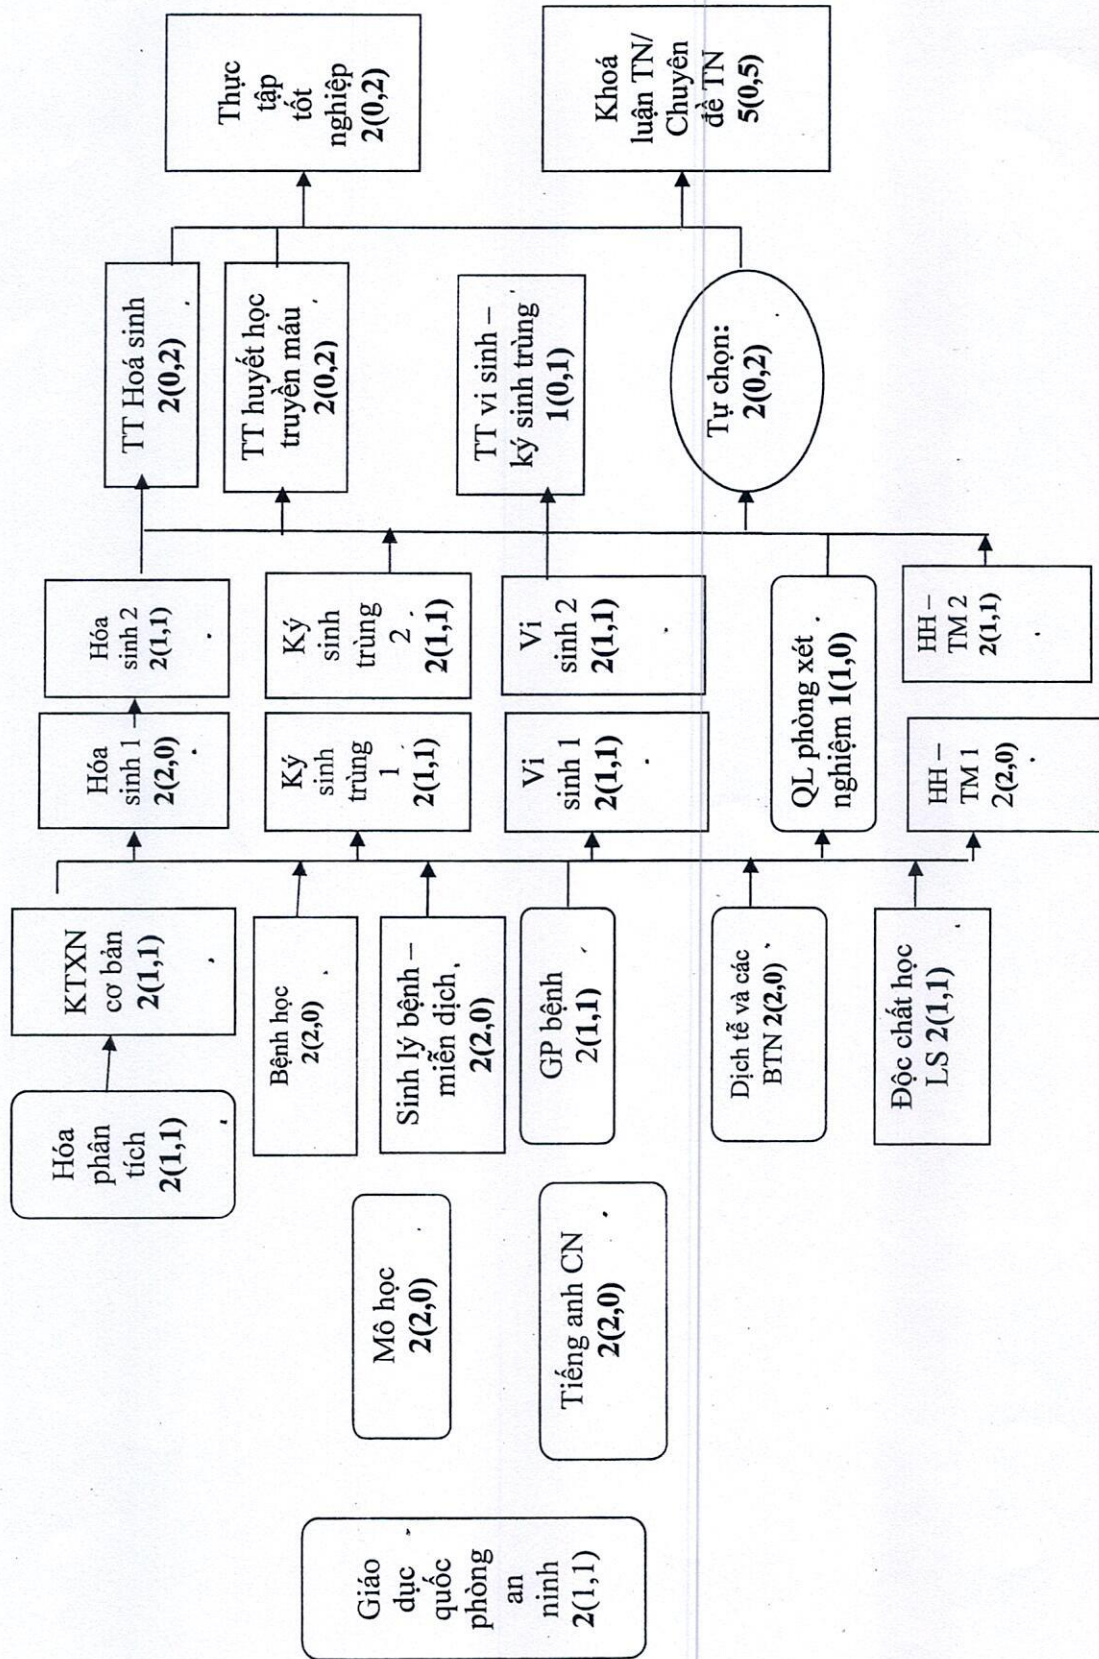 Giáo
dục
quốc
phòng
an
ninh
2(1,1)
Mô học
2(2,0)
Tiếng anh CN
2(2,0)
Hóa
phân
tích
2(1,1)
KTXN
cơ bản
2(1,1)
Bệnh học
2(2,0)
Sinh lý bệnh –
miễn dịch
2(2,0)
GP bệnh
2(1,1)
Dịch tễ và các
BTN 2(2,0)
Độc chất học
LS 2(1,1)
Hóa
sinh 1
2(2,0)
Hóa
sinh 2
2(1,1)
Ký
sinh
trùng
1
2(1,1)
Ký
sinh
trùng
2
2(1,1)
Vi
sinh 1
2(1,1)
Vi
sinh 2
2(1,1)
QL phòng xét
nghiệm 1(1,0)
HH –
TM 1
2(2,0)
HH –
TM 2
2(1,1)
TT Hoá sinh
2(0,2)
TT huyết học
truyền máu
2(0,2)
TT vi sinh –
ký sinh trùng
1(0,1)
Tự chọn:
2(0,2)
Thực
tập
tốt
nghiệp
2(0,2)
Khoá
luận TN/
Chuyên
đề TN
5(0,5)